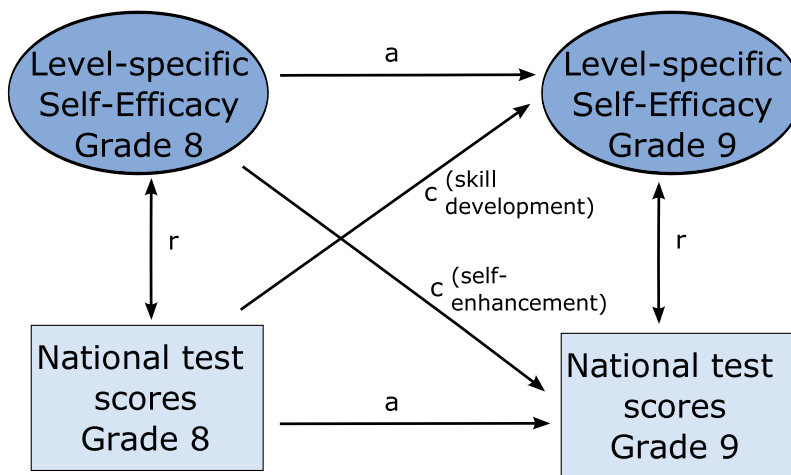 Level-specific
Self-Efficacy
Grade 8
a
Level-specific
Self-Efficacy
Grade 9
r
c (skill
development)
c (self-
enhancement)
r
National test
scores
Grade 8
a
National test
scores
Grade 9